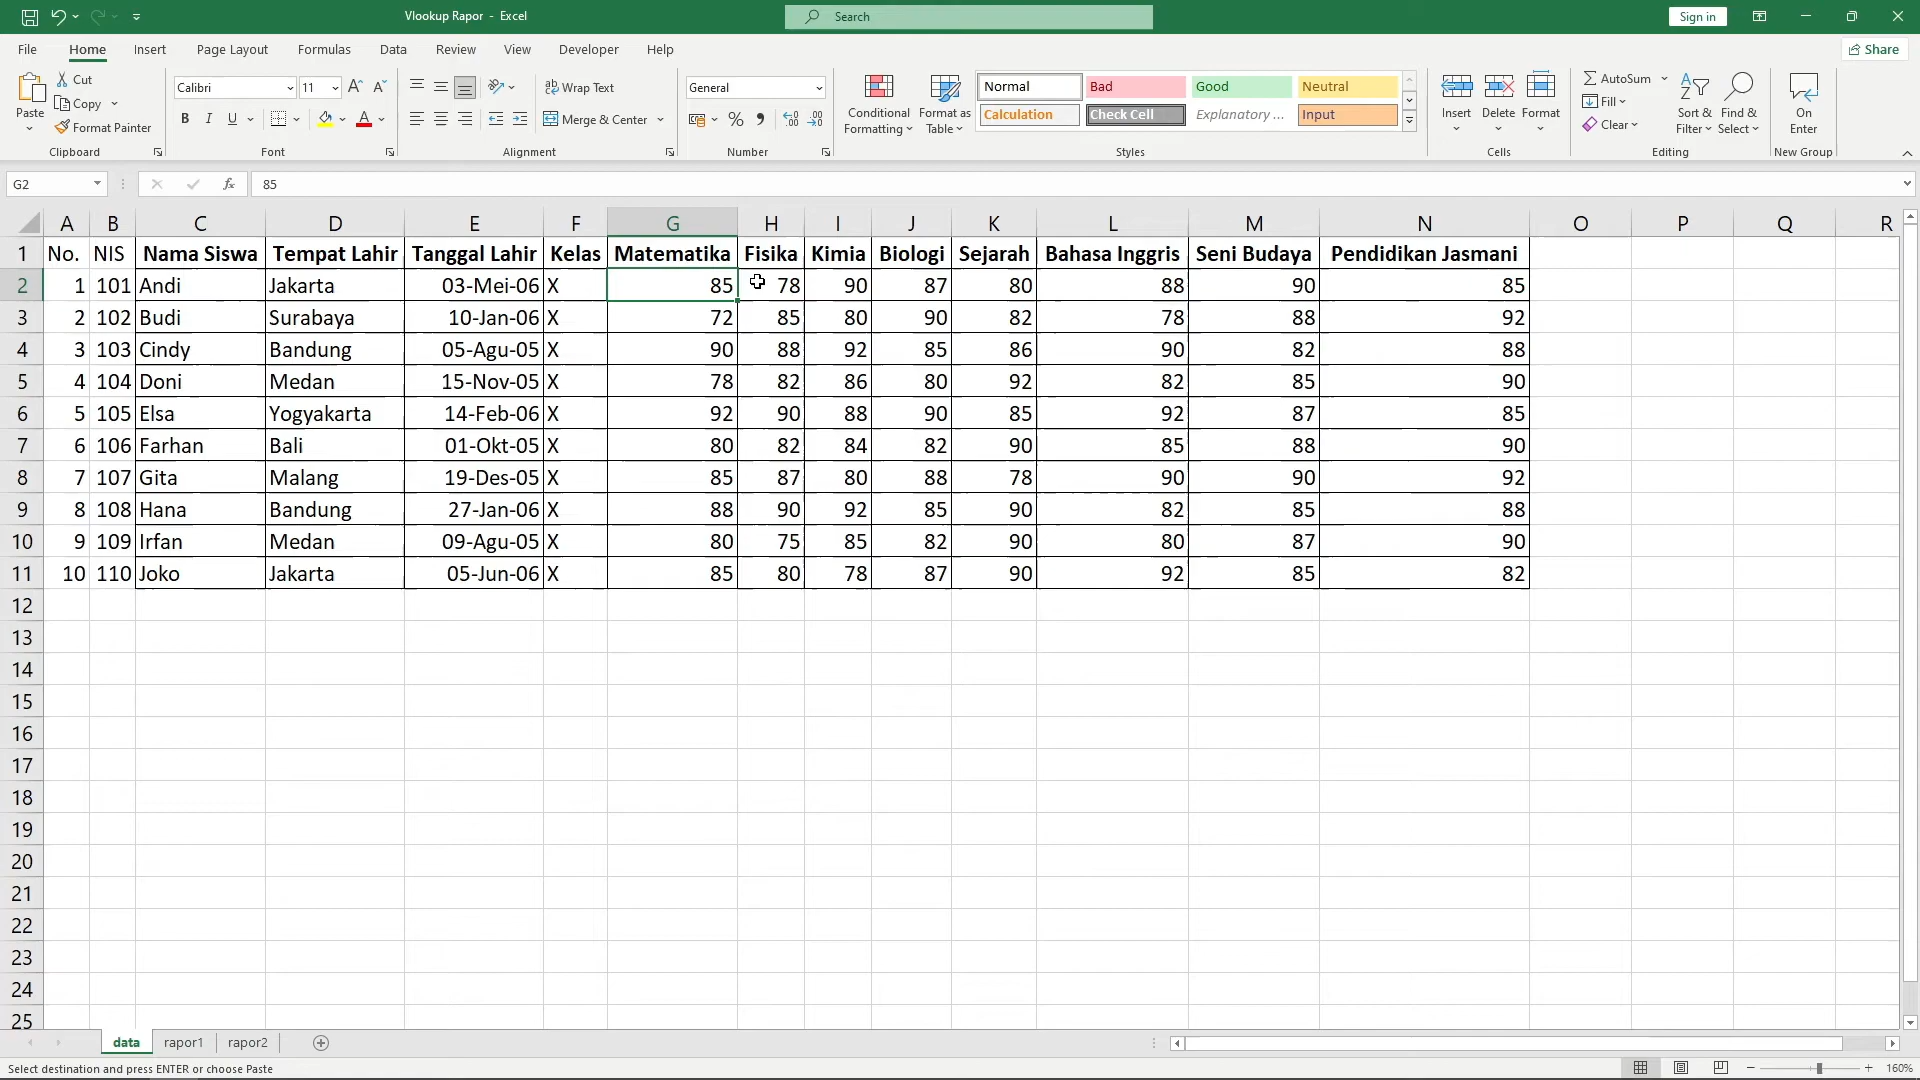 Vlookup Rapor - Excel
Search
Sign in
File Home Insert Page Layout Formulas Data Review View Developer Help
Share
Paste
Cut
Copy
Format Painter
Clipboard
Calibri 11 A A
B I U A
Font
ab Wrap Text
Merge & Center
Alignment
General
% 9
Number
Conditional Formatting
Format as Table
Normal Bad Good Neutral
Calculation Check Cell Explanatory ... Input
Styles
Insert Delete Format
Cells
AutoSum
Fill
Clear
Sort & Filter
Find & Select
Editing
On Enter
New Group
G2 fx 85
A B C D E F G H I J K L M N O P Q R
1 No. NIS Nama Siswa Tempat Lahir Tanggal Lahir Kelas Matematika Fisika Kimia Biologi Sejarah Bahasa Inggris Seni Budaya Pendidikan Jasmani
2 1 101 Andi Jakarta 03-Mei-06 X 85 78 90 87 80 88 90 85
3 2 102 Budi Surabaya 10-Jan-06 X 72 85 80 90 82 78 88 92
4 3 103 Cindy Bandung 05-Agu-05 X 90 88 92 85 86 90 82 88
5 4 104 Doni Medan 15-Nov-05 X 78 82 86 80 92 82 85 90
6 5 105 Elsa Yogyakarta 14-Feb-06 X 92 90 88 90 85 92 87 85
7 6 106 Farhan Bali 01-Okt-05 X 80 82 84 82 90 85 88 90
8 7 107 Gita Malang 19-Des-05 X 85 87 80 88 78 90 90 92
9 8 108 Hana Bandung 27-Jan-06 X 88 90 92 85 90 82 85 88
10 9 109 Irfan Medan 09-Agu-05 X 80 75 85 82 90 80 87 90
11 10 110 Joko Jakarta 05-Jun-06 X 85 80 78 87 90 92 85 82
12
13
14
15
16
17
18
19
20
21
22
23
24
25
data rapor1 rapor2
Select destination and press ENTER or choose Paste
160%